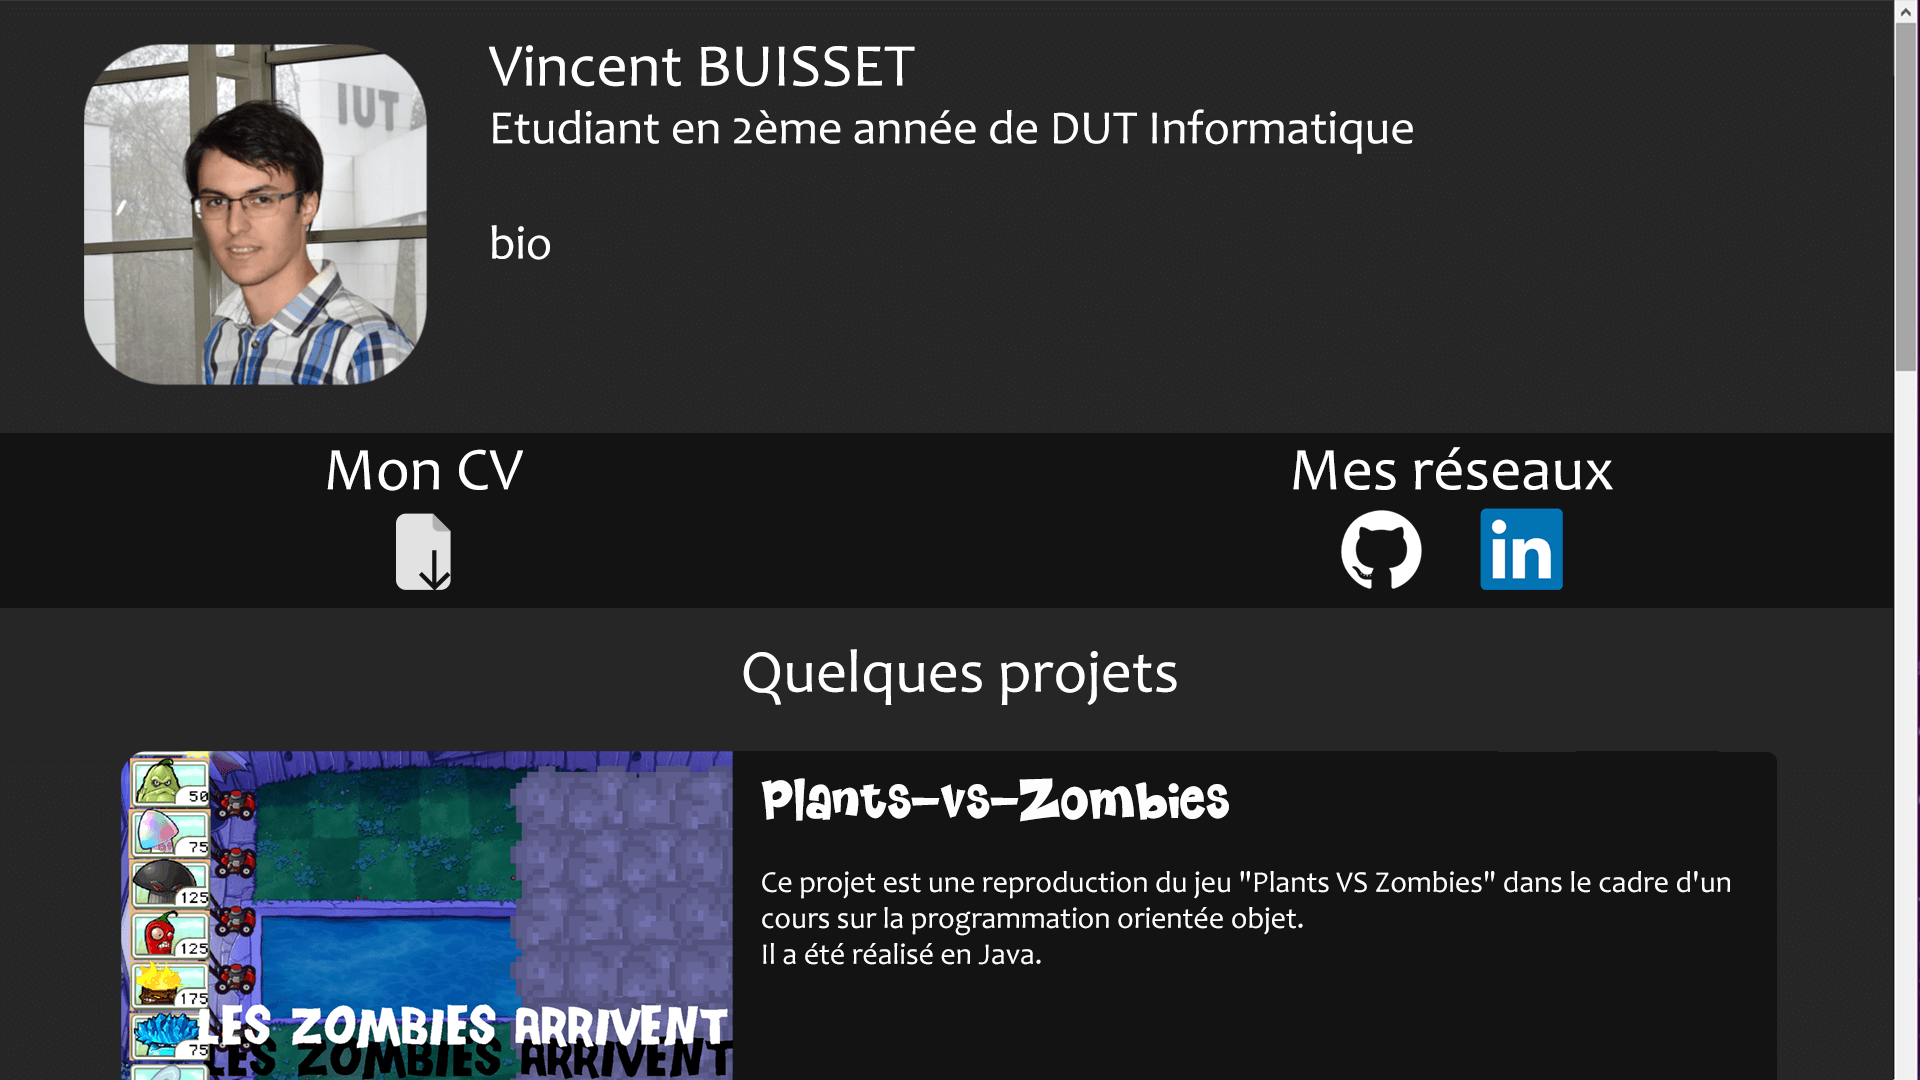 IUT
Vincent BUISSET
Etudiant en 2ème année de DUT Informatique
bio
Mon CV
Mes réseaux
in
Quelques projets
50
75
125
125
175
75
LES ZOMBIES ARRIVENT
Plants-vs-Zombies
Ce projet est une reproduction du jeu "Plants VS Zombies" dans le cadre d'un
cours sur la programmation orientée objet.
Il a été réalisé en Java.